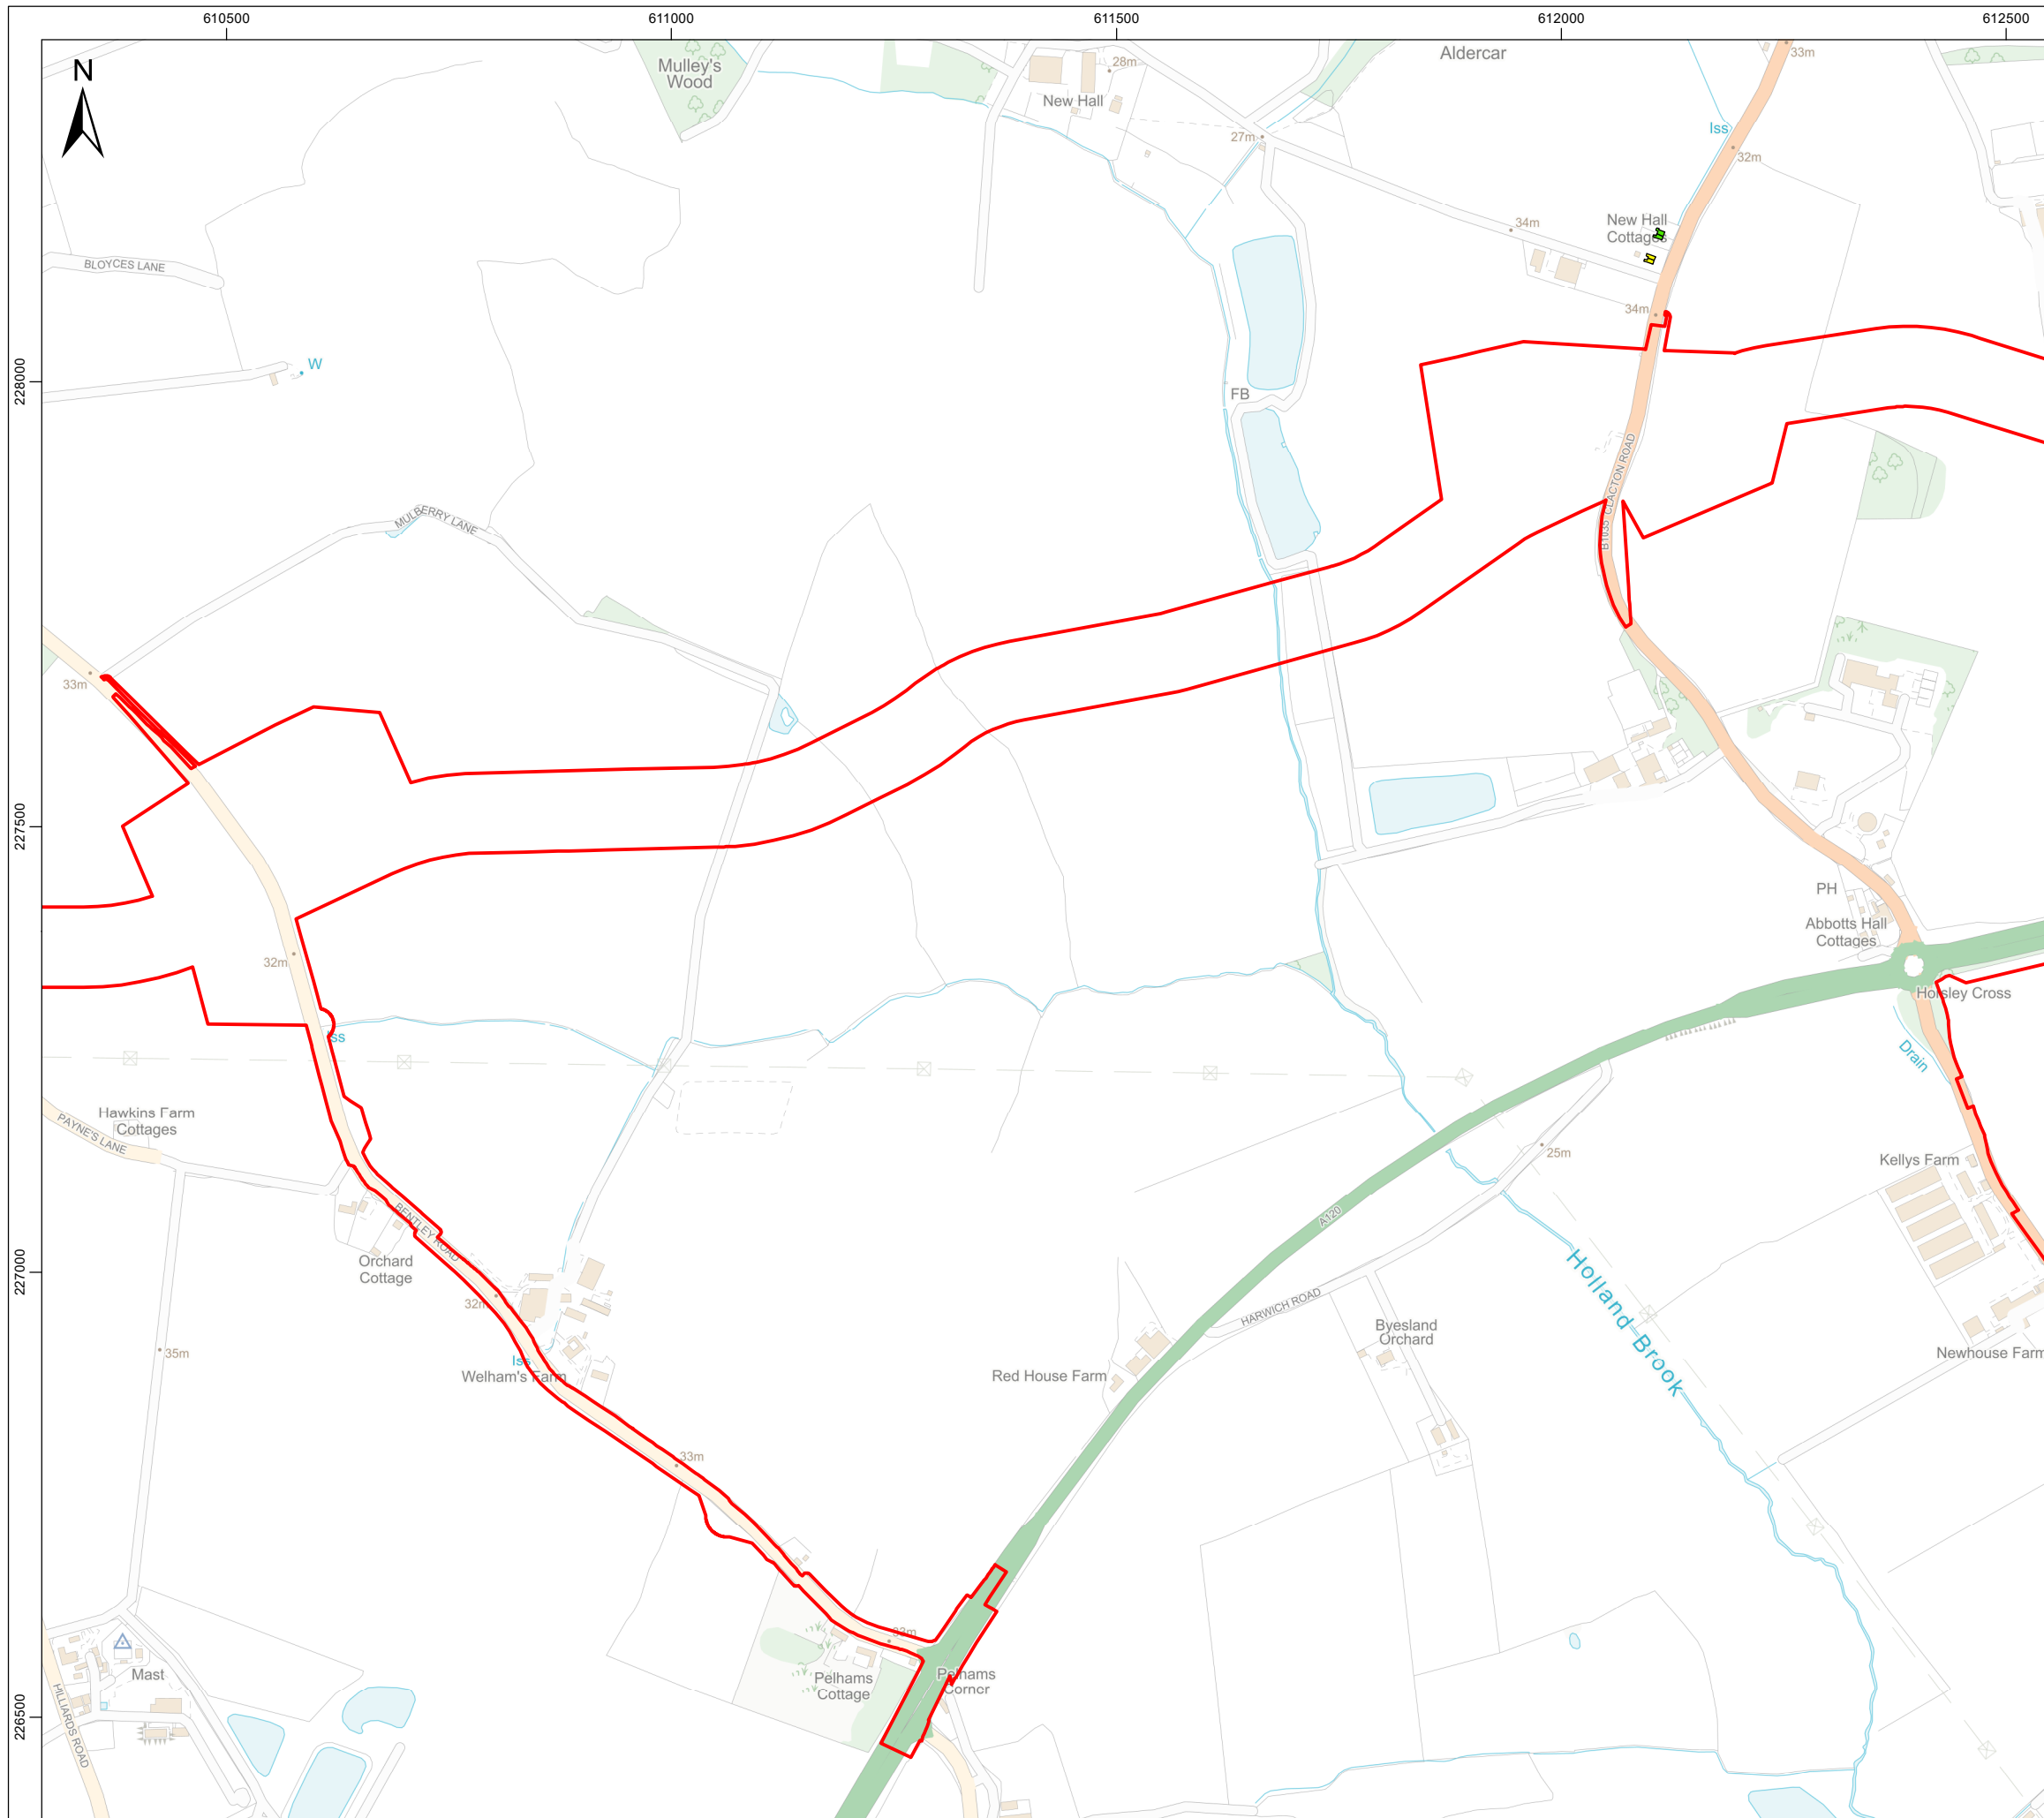 610500 611000 611500 612000 612500
N
Mulley's
Wood
Aldercar
33m
28m
New Hall
27m
Iss
32m
34m
New Hall
Cottages
BLOYCES LANE
34m
228000
W
FB
B1035 CLACTON ROAD
MULBERRY LANE
33m
227500
PH
Abbotts Hall
Cottages
32m
Horsley Cross
Iss
Drain
Hawkins Farm
Cottages
PAYNE'S LANE
25m
Kellys Farm
BENTLEY ROAD
A120
Orchard
Cottage
227000
Holland Brook
32m
HARWICH ROAD
Byesland
Orchard
35m
Iss
Welham's Farm
Red House Farm
Newhouse Farm
33m
33m
Mast
Pelhams
Cottage
Pelhams
Corner
HILLIARDS ROAD
226500